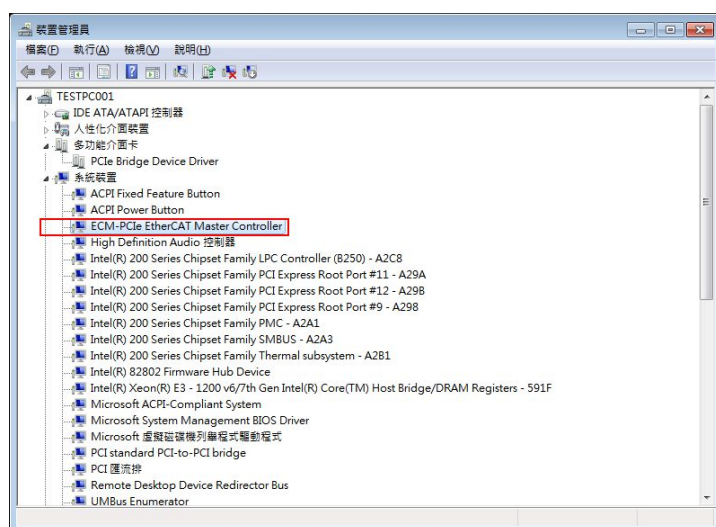 裝置管理員
檔案(F) 執行(A) 檢視(V) 說明(H)
TESTPC001
IDE ATA/ATAPI 控制器
人性化介面裝置
多功能介面卡
PCIe Bridge Device Driver
系統裝置
ACPI Fixed Feature Button
ACPI Power Button
ECM-PCIe EtherCAT Master Controller
High Definition Audio 控制器
Intel(R) 200 Series Chipset Family LPC Controller (B250) - A2C8
Intel(R) 200 Series Chipset Family PCI Express Root Port #11 - A29A
Intel(R) 200 Series Chipset Family PCI Express Root Port #12 - A29B
Intel(R) 200 Series Chipset Family PCI Express Root Port #9 - A298
Intel(R) 200 Series Chipset Family PMC - A2A1
Intel(R) 200 Series Chipset Family SMBUS - A2A3
Intel(R) 200 Series Chipset Family Thermal subsystem - A2B1
Intel(R) 82802 Firmware Hub Device
Intel(R) Xeon(R) E3 - 1200 v6/7th Gen Intel(R) Core(TM) Host Bridge/DRAM Registers - 591F
Microsoft ACPI-Compliant System
Microsoft System Management BIOS Driver
Microsoft 虛擬磁碟機列舉程式驅動程式
PCI standard PCI-to-PCI bridge
PCI 匯流排
Remote Desktop Device Redirector Bus
UMBus Enumerator